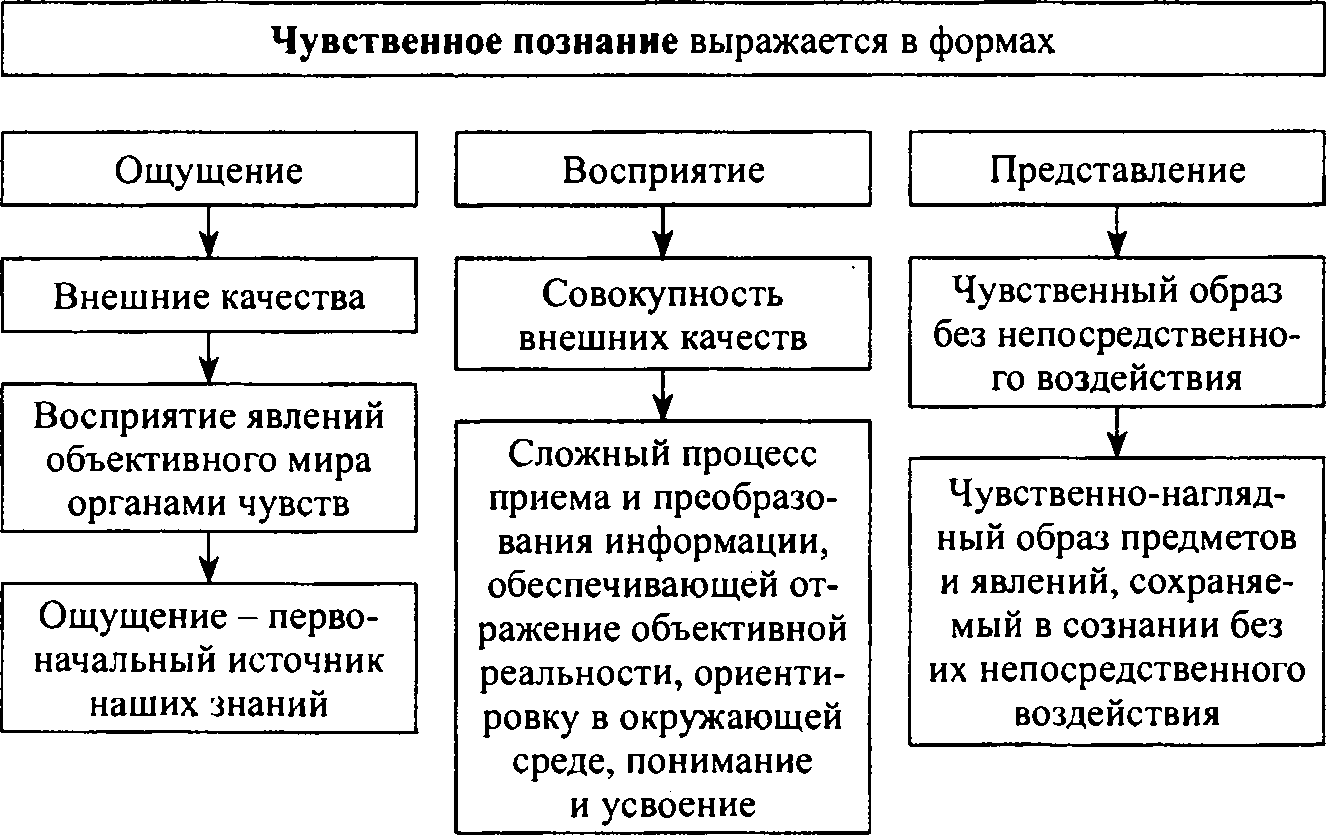 Чувственное познание выражается в формах
Ощущение
Внешние качества
Восприятие явлений
объективного мира
органами чувств
Ощущение – перво-
начальный источник
наших знаний
Восприятие
Совокупность
внешних качеств
Сложный процесс
приема и преобразо-
вания информации,
обеспечивающей от-
ражение объективной
реальности, ориенти-
ровку в окружающей
среде, понимание
и усвоение
Представление
Чувственный образ
без непосредственно-
го воздействия
Чувственно-нагляд-
ный образ предметов
и явлений, сохраняе-
мый в сознании без
их непосредственного
воздействия